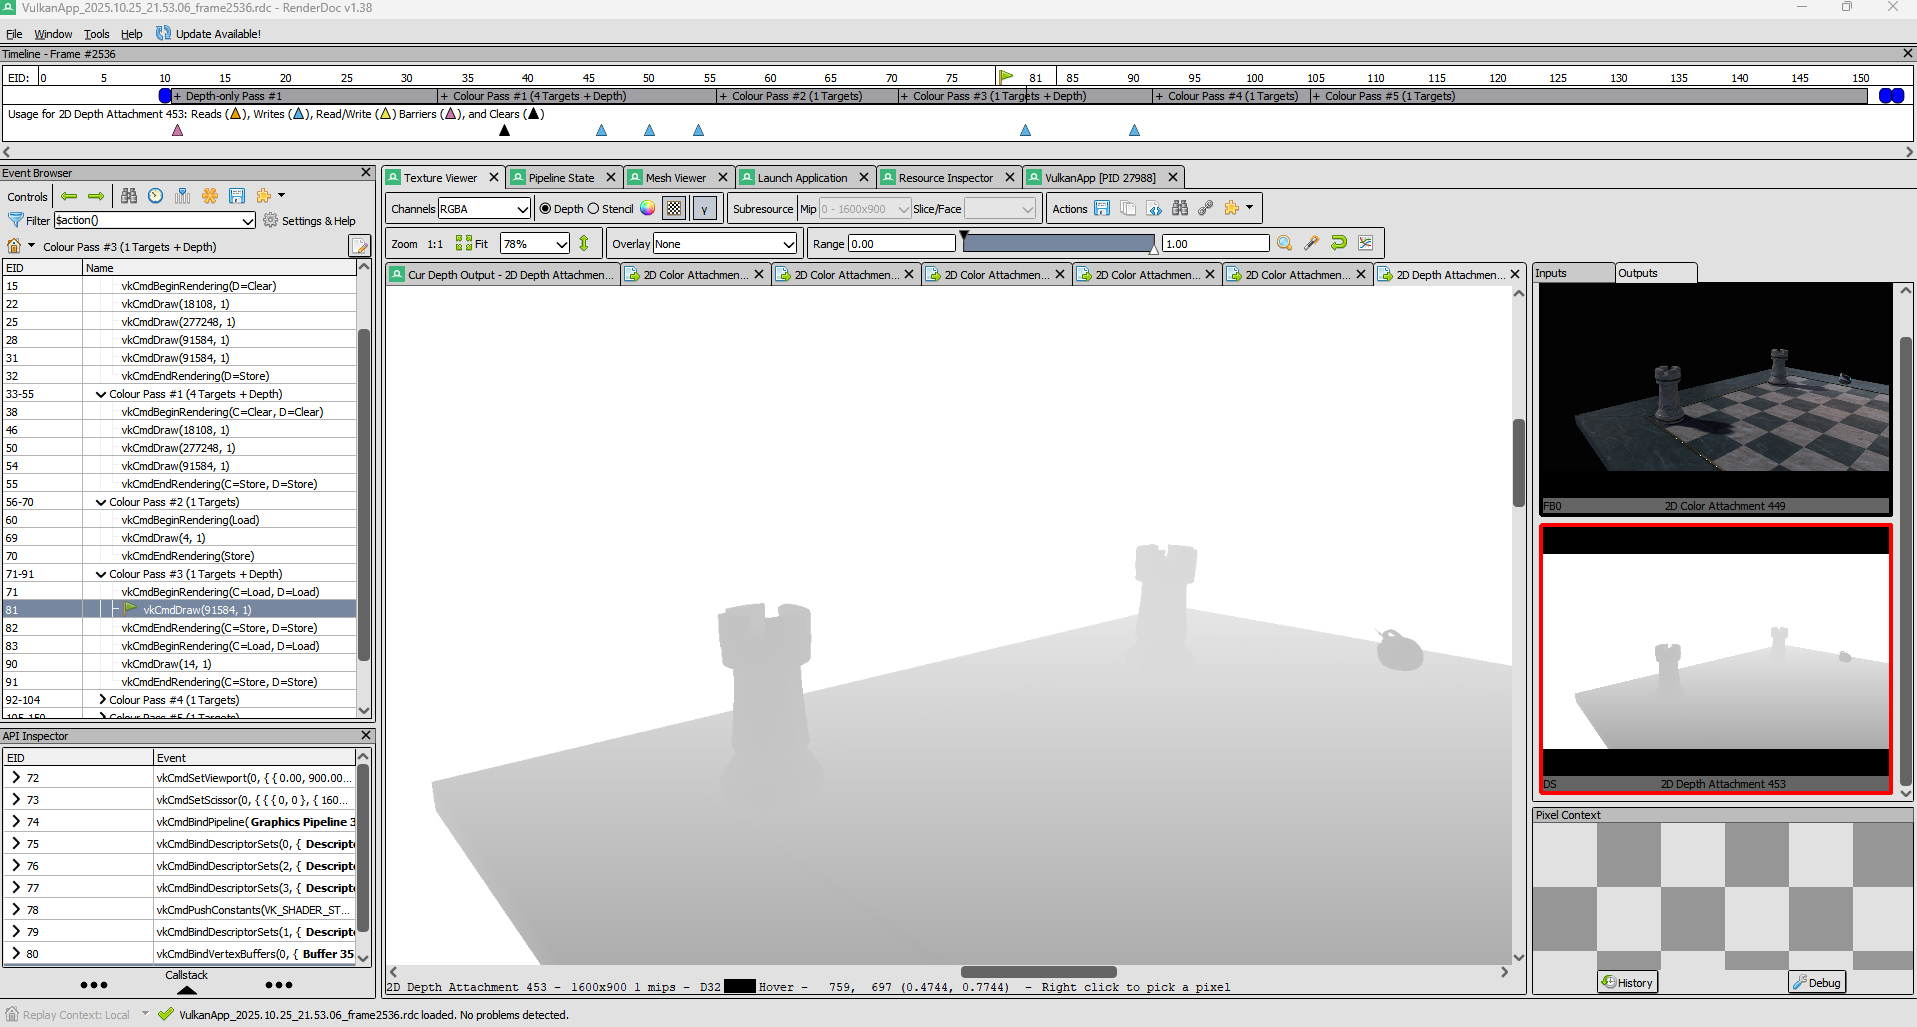 VulkanApp_2025.10.25_21.53.06_frame2536.rdc - RenderDoc v1.38
File Window Tools Help Update Available!
Timeline - Frame #2536
EID: 0 5 10 15 20 25 30 35 40 45 50 55 60 65 70 75 81 85 90 95 100 105 110 115 120 125 130 135 140 145 150
+ Depth-only Pass #1 + Colour Pass #1 (4 Targets + Depth) + Colour Pass #2 (1 Targets) + Colour Pass #3 (1 Targets + Depth) + Colour Pass #4 (1 Targets) + Colour Pass #5 (1 Targets)
Usage for 2D Depth Attachment 453: Reads ( ), Writes ( ), Read/Write ( ) Barriers ( ), and Clears ( )
Event Browser
Controls
Filter $action() Settings & Help
Colour Pass #3 (1 Targets + Depth)
EID Name
15 vkCmdBeginRendering(D=Clear)
22 vkCmdDraw(18108, 1)
25 vkCmdDraw(277248, 1)
28 vkCmdDraw(91584, 1)
31 vkCmdDraw(91584, 1)
32 vkCmdEndRendering(D=Store)
33-55 Colour Pass #1 (4 Targets + Depth)
38 vkCmdBeginRendering(C=Clear, D=Clear)
46 vkCmdDraw(18108, 1)
50 vkCmdDraw(277248, 1)
54 vkCmdDraw(91584, 1)
55 vkCmdEndRendering(C=Store, D=Store)
56-70 Colour Pass #2 (1 Targets)
60 vkCmdBeginRendering(Load)
69 vkCmdDraw(4, 1)
70 vkCmdEndRendering(Store)
71-91 Colour Pass #3 (1 Targets + Depth)
71 vkCmdBeginRendering(C=Load, D=Load)
81 vkCmdDraw(91584, 1)
82 vkCmdEndRendering(C=Store, D=Store)
83 vkCmdBeginRendering(C=Load, D=Load)
90 vkCmdDraw(14, 1)
91 vkCmdEndRendering(C=Store, D=Store)
92-104 Colour Pass #4 (1 Targets)
105-150 Colour Pass #5 (1 Targets)
API Inspector
EID Event
72 vkCmdSetViewport(0, { { 0.00, 900.00...
73 vkCmdSetScissor(0, { { { 0, 0 }, { 160...
74 vkCmdBindPipeline( Graphics Pipeline 3
75 vkCmdBindDescriptorSets(0, { Descript
76 vkCmdBindDescriptorSets(2, { Descript
77 vkCmdBindDescriptorSets(3, { Descript
78 vkCmdPushConstants(VK_SHADER_ST...
79 vkCmdBindDescriptorSets(1, { Descript
80 vkCmdBindVertexBuffers(0, { Buffer 35
Callstack
Texture Viewer Pipeline State Mesh Viewer Launch Application Resource Inspector VulkanApp [PID 27988]
Channels RGBA Depth Stencil γ Subresource Mip 0 - 1600x900 Slice/Face Actions
Zoom 1:1 Fit 78% Overlay None Range 0.00 1.00
Cur Depth Output - 2D Depth Attachmen... 2D Color Attachmen... 2D Color Attachmen... 2D Color Attachmen... 2D Color Attachmen... 2D Color Attachmen... 2D Depth Attachmen...
2D Depth Attachment 453 - 1600x900 1 mips - D32 Hover - 759, 697 (0.4744, 0.7744) - Right click to pick a pixel
Inputs Outputs
FB0 2D Color Attachment 449
DS 2D Depth Attachment 453
Pixel Context
History Debug
Replay Context: Local VulkanApp_2025.10.25_21.53.06_frame2536.rdc loaded. No problems detected.